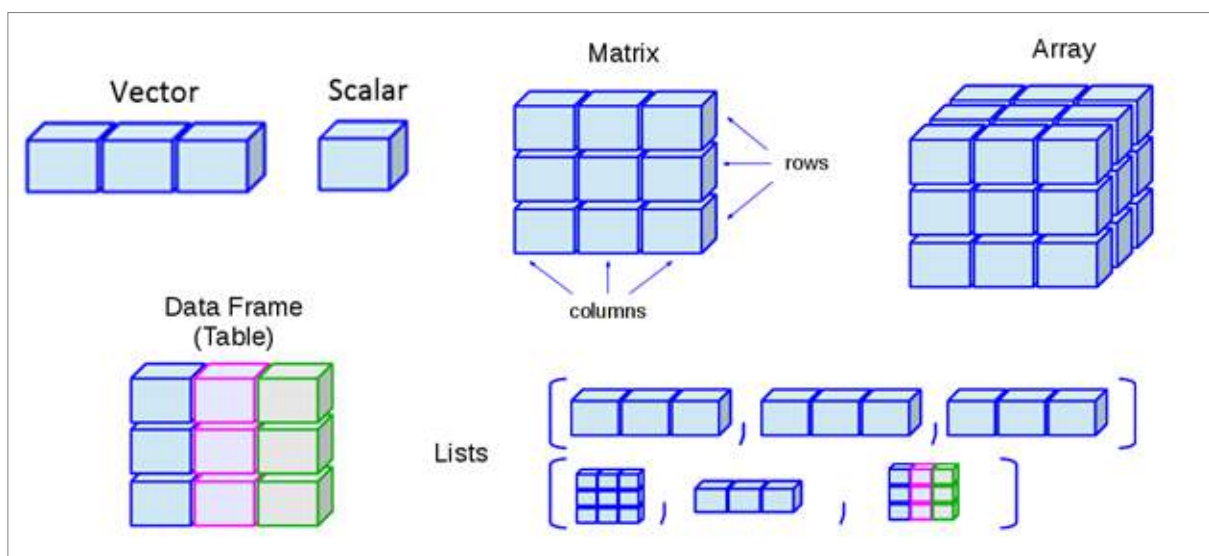 Vector
Scalar
Matrix
Array
rows
columns
Data Frame
(Table)
Lists